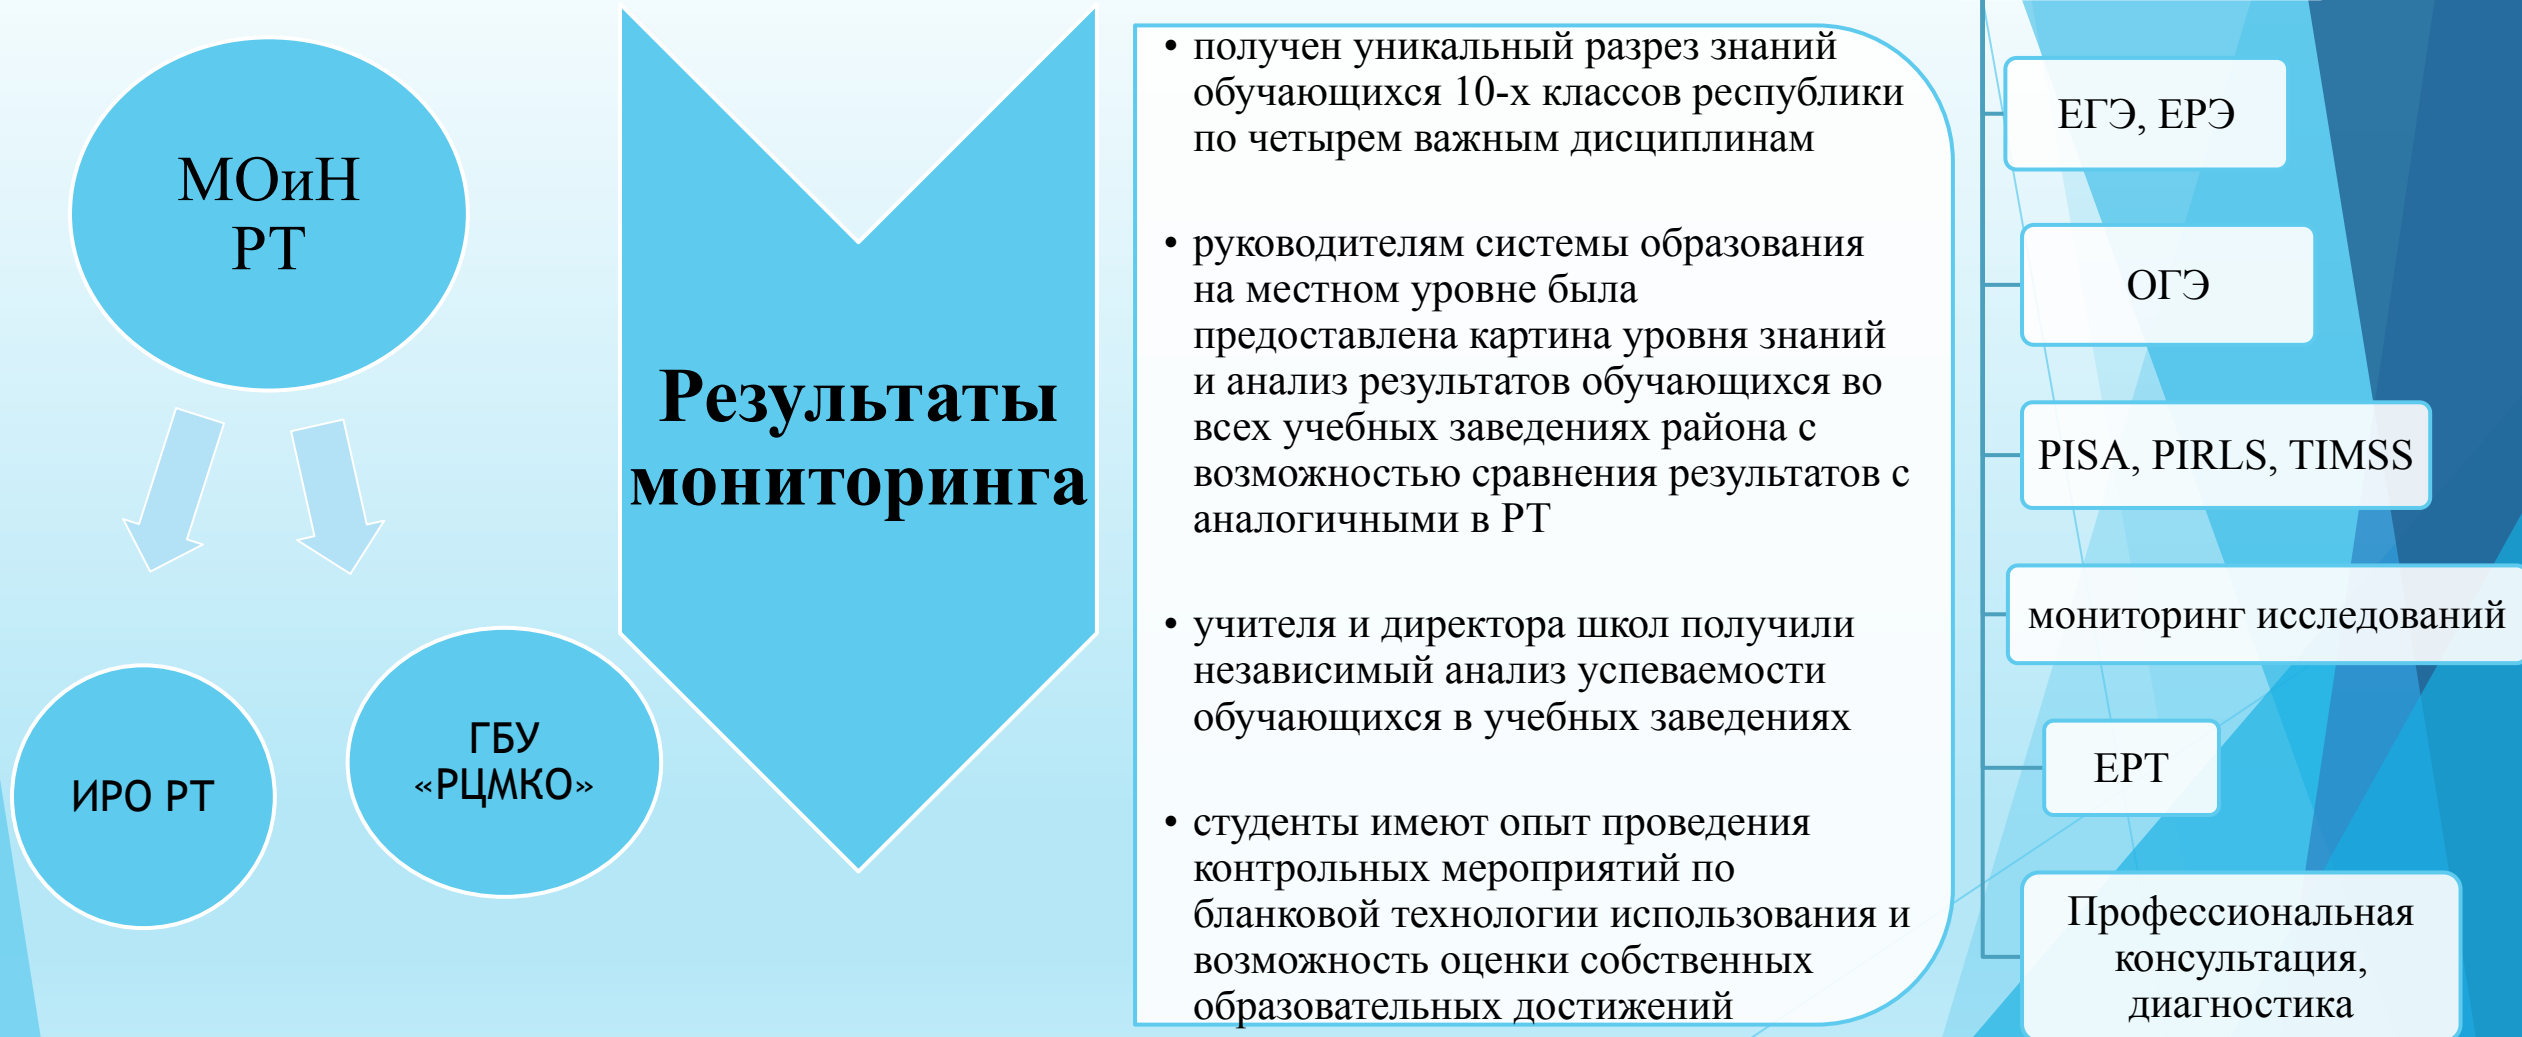 МОиН
РТ
ИРО РТ
ГБУ
«РЦМКО»
Результаты
мониторинга
• получен уникальный разрез знаний
обучающихся 10-х классов республики
по четырем важным дисциплинам
• руководителям системы образования
на местном уровне была
предоставлена картина уровня знаний
и анализ результатов обучающихся во
всех учебных заведениях района с
возможностью сравнения результатов с
аналогичными в РТ
• учителя и директора школ получили
независимый анализ успеваемости
обучающихся в учебных заведениях
• студенты имеют опыт проведения
контрольных мероприятий по
бланковой технологии использования и
возможность оценки собственных
образовательных достижений
ЕГЭ, ЕРЭ
ОГЭ
PISA, PIRLS, TIMSS
мониторинг исследований
ЕРТ
Профессиональная
консультация,
диагностика